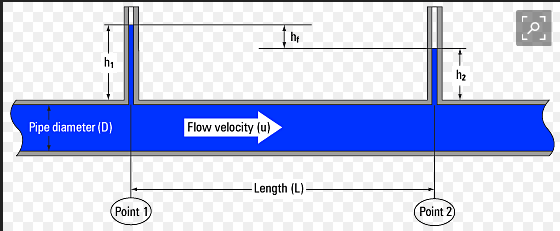 hf
h1
h2
Pipe diameter (D)
Flow velocity (u)
Length (L)
Point 1
Point 2